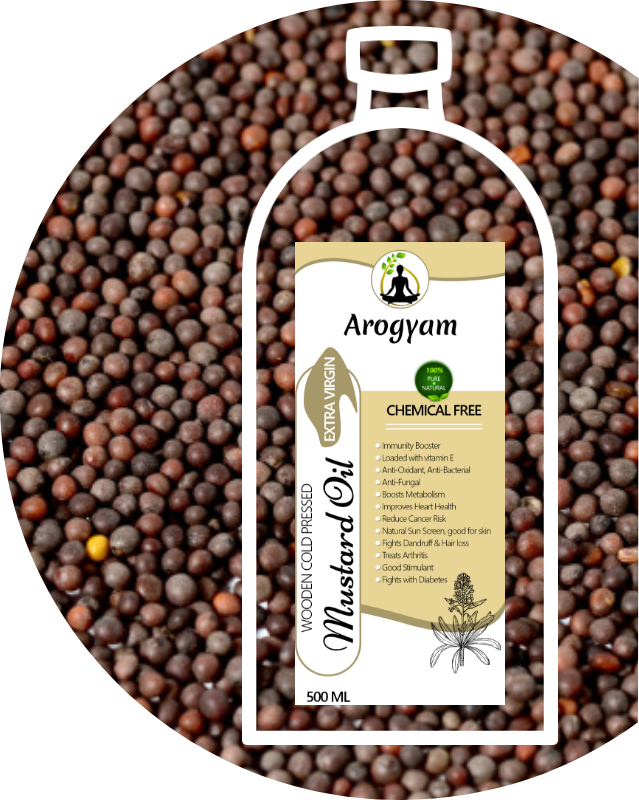 Arogyam
EXTRA VIRGIN
WOODEN COLD PRESSED
Mustard Oil
100%
PURE
&
NATURAL
CHEMICAL FREE
Immunity Booster
Loaded with vitamin E
Anti-Oxidant, Anti-Bacterial
Anti-Fungal
Boosts Metabolism
Improves Heart Health
Reduce Cancer Risk
Natural Sun Screen, good for skin
Fights Dandruff & Hair loss
Treats Arthritis
Good Stimulant
Fights with Diabetes
500 ML